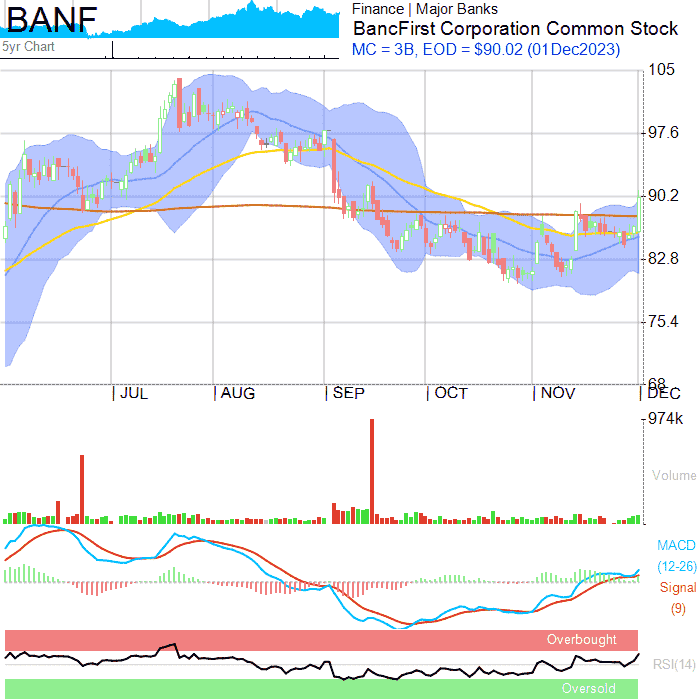 BANF
5yr Chart
Finance | Major Banks
BancFirst Corporation Common Stock
MC = 3B, EOD = $90.02 (01Dec2023)
105
97.6
90.2
82.8
75.4
68
JUL
AUG
SEP
OCT
NOV
DEC
974k
Volume
MACD
(12-26)
Signal
(9)
Overbought
RSI(14)
Oversold